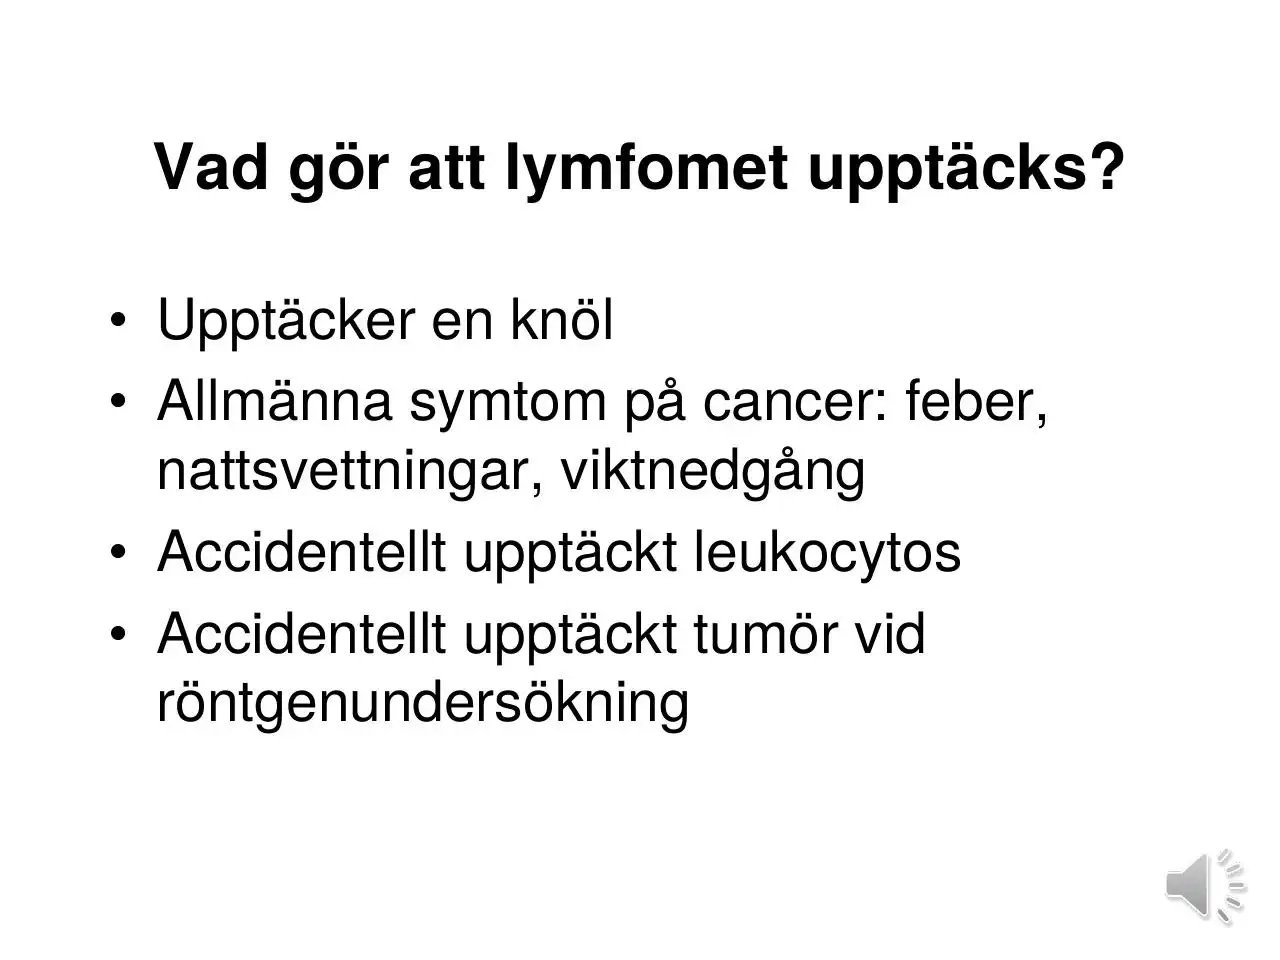 Vad gör att lymfomet upptäcks?
• Upptäcker en knöl
• Allmänna symtom på cancer: feber,
nattsvettningar, viktnedgång
• Accidentellt upptäckt leukocytos
• Accidentellt upptäckt tumör vid
röntgenundersökning